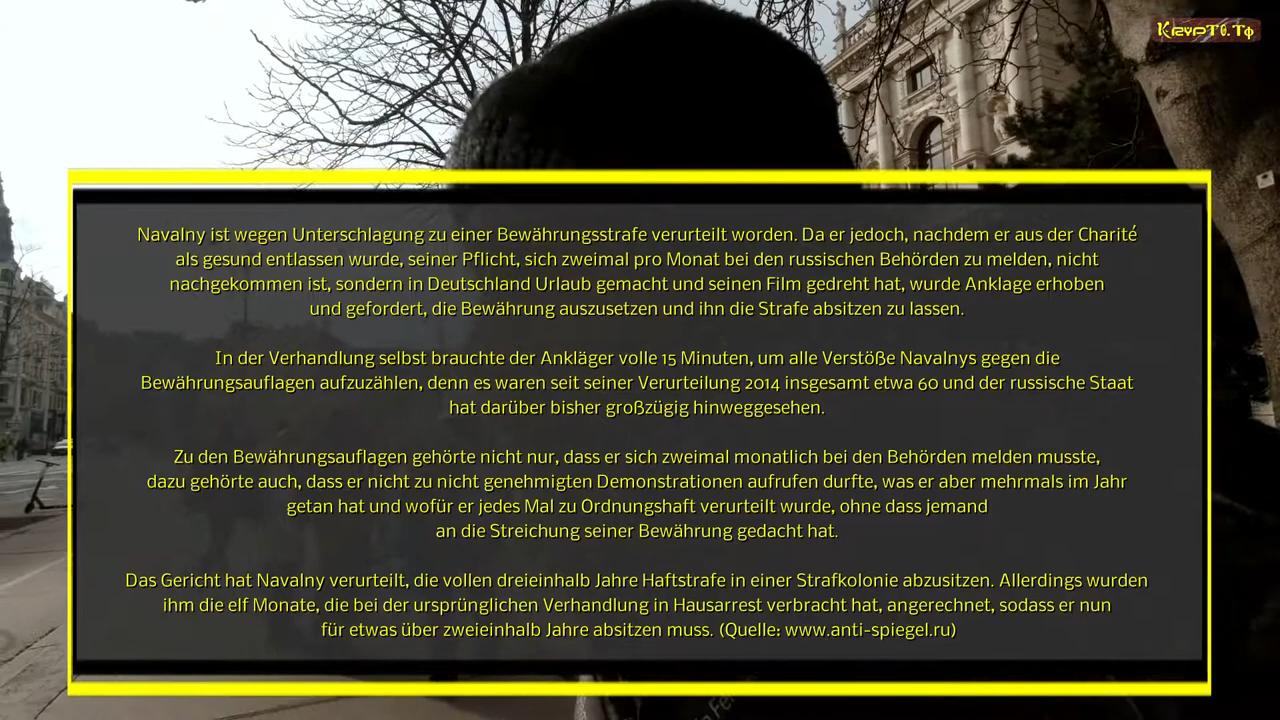 KryptO.Tφ
Navalny ist wegen Unterschlagung zu einer Bewährungsstrafe verurteilt worden. Da er jedoch, nachdem er aus der Charité
als gesund entlassen wurde, seiner Pflicht, sich zweimal pro Monat bei den russischen Behörden zu melden, nicht
nachgekommen ist, sondern in Deutschland Urlaub gemacht und seinen Film gedreht hat, wurde Anklage erhoben
und gefordert, die Bewährung auszusetzen und ihn die Strafe absitzen zu lassen.
In der Verhandlung selbst brauchte der Ankläger volle 15 Minuten, um alle Verstöße Navalnys gegen die
Bewährungsauflagen aufzuzählen, denn es waren seit seiner Verurteilung 2014 insgesamt etwa 60 und der russische Staat
hat darüber bisher großzügig hinweggesehen.
Zu den Bewährungsauflagen gehörte nicht nur, dass er sich zweimal monatlich bei den Behörden melden musste,
dazu gehörte auch, dass er nicht zu nicht genehmigten Demonstrationen aufrufen durfte, was er aber mehrmals im Jahr
getan hat und wofür er jedes Mal zu Ordnungshaft verurteilt wurde, ohne dass jemand
an die Streichung seiner Bewährung gedacht hat.
Das Gericht hat Navalny verurteilt, die vollen dreieinhalb Jahre Haftstrafe in einer Strafkolonie abzusitzen. Allerdings wurden
ihm die elf Monate, die bei der ursprünglichen Verhandlung in Hausarrest verbracht hat, angerechnet, sodass er nun
für etwas über zweieinhalb Jahre absitzen muss. (Quelle: www.anti-spiegel.ru)